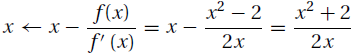 x ← x − f(x) / f′ (x) = x − (x² − 2) / 2x = (x² + 2) / 2x